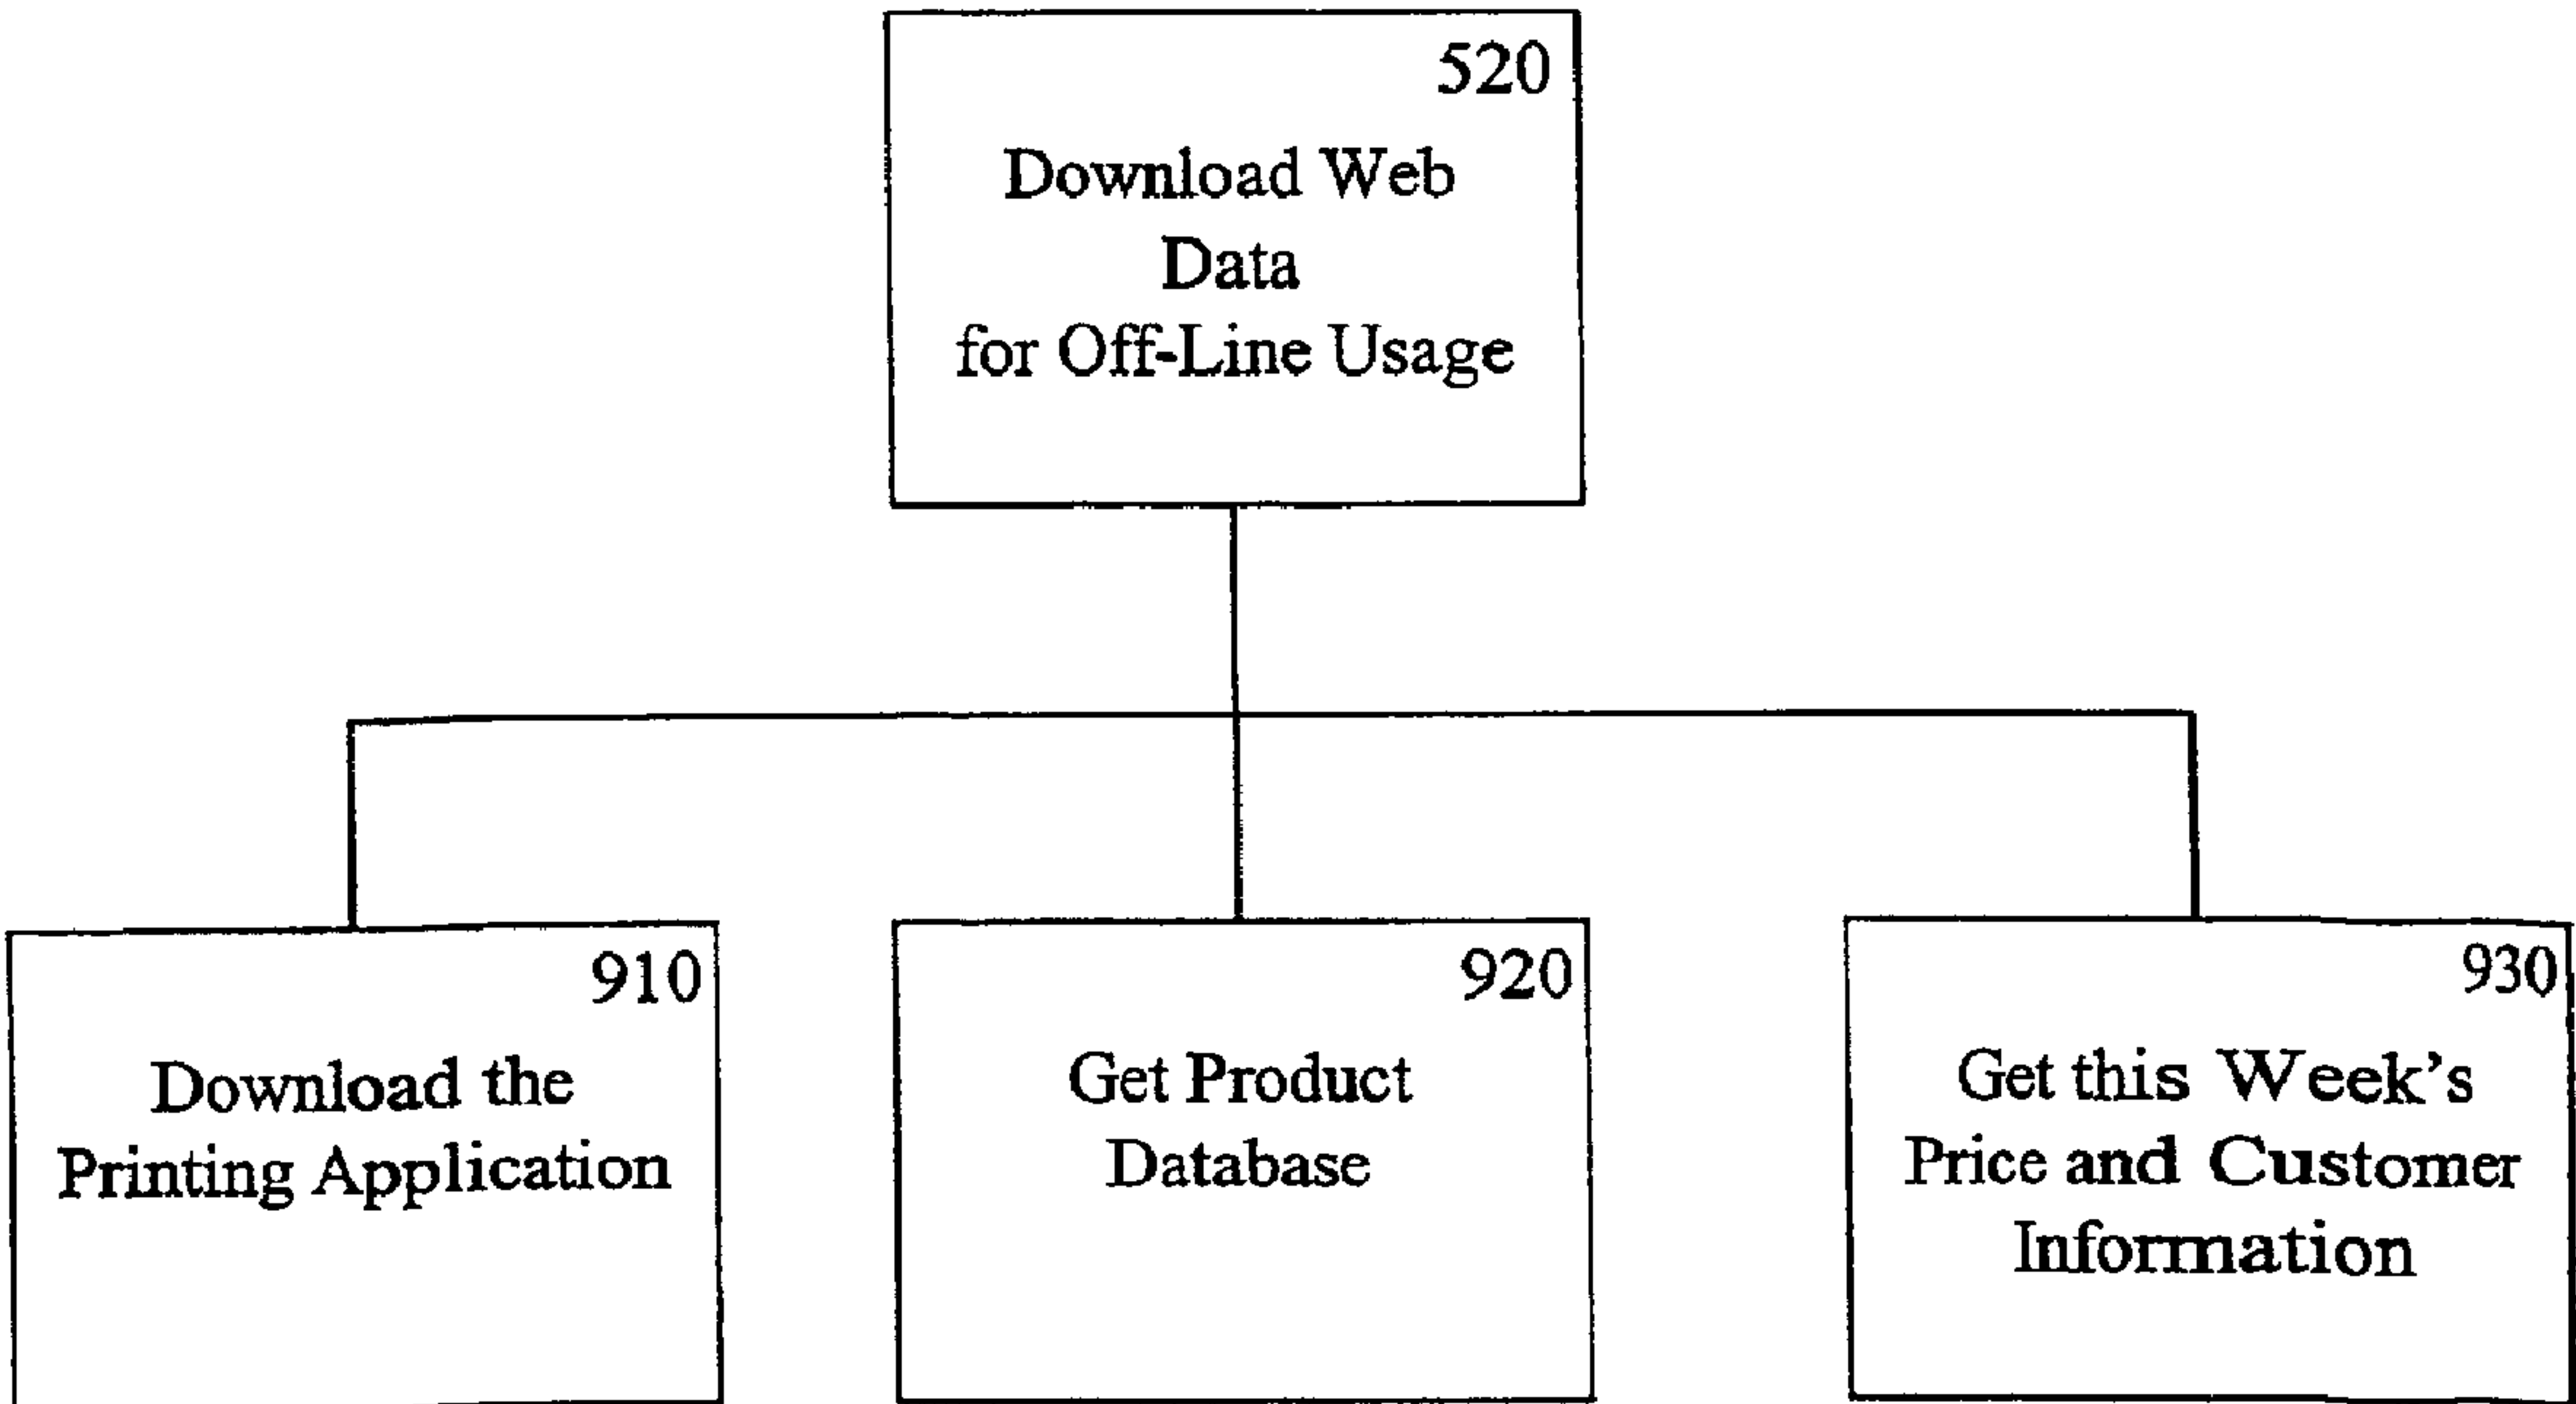 520
Download Web
Data
for Off-Line Usage
910
Download the
Printing Application
920
Get Product
Database
930
Get this Week's
Price and Customer
Information